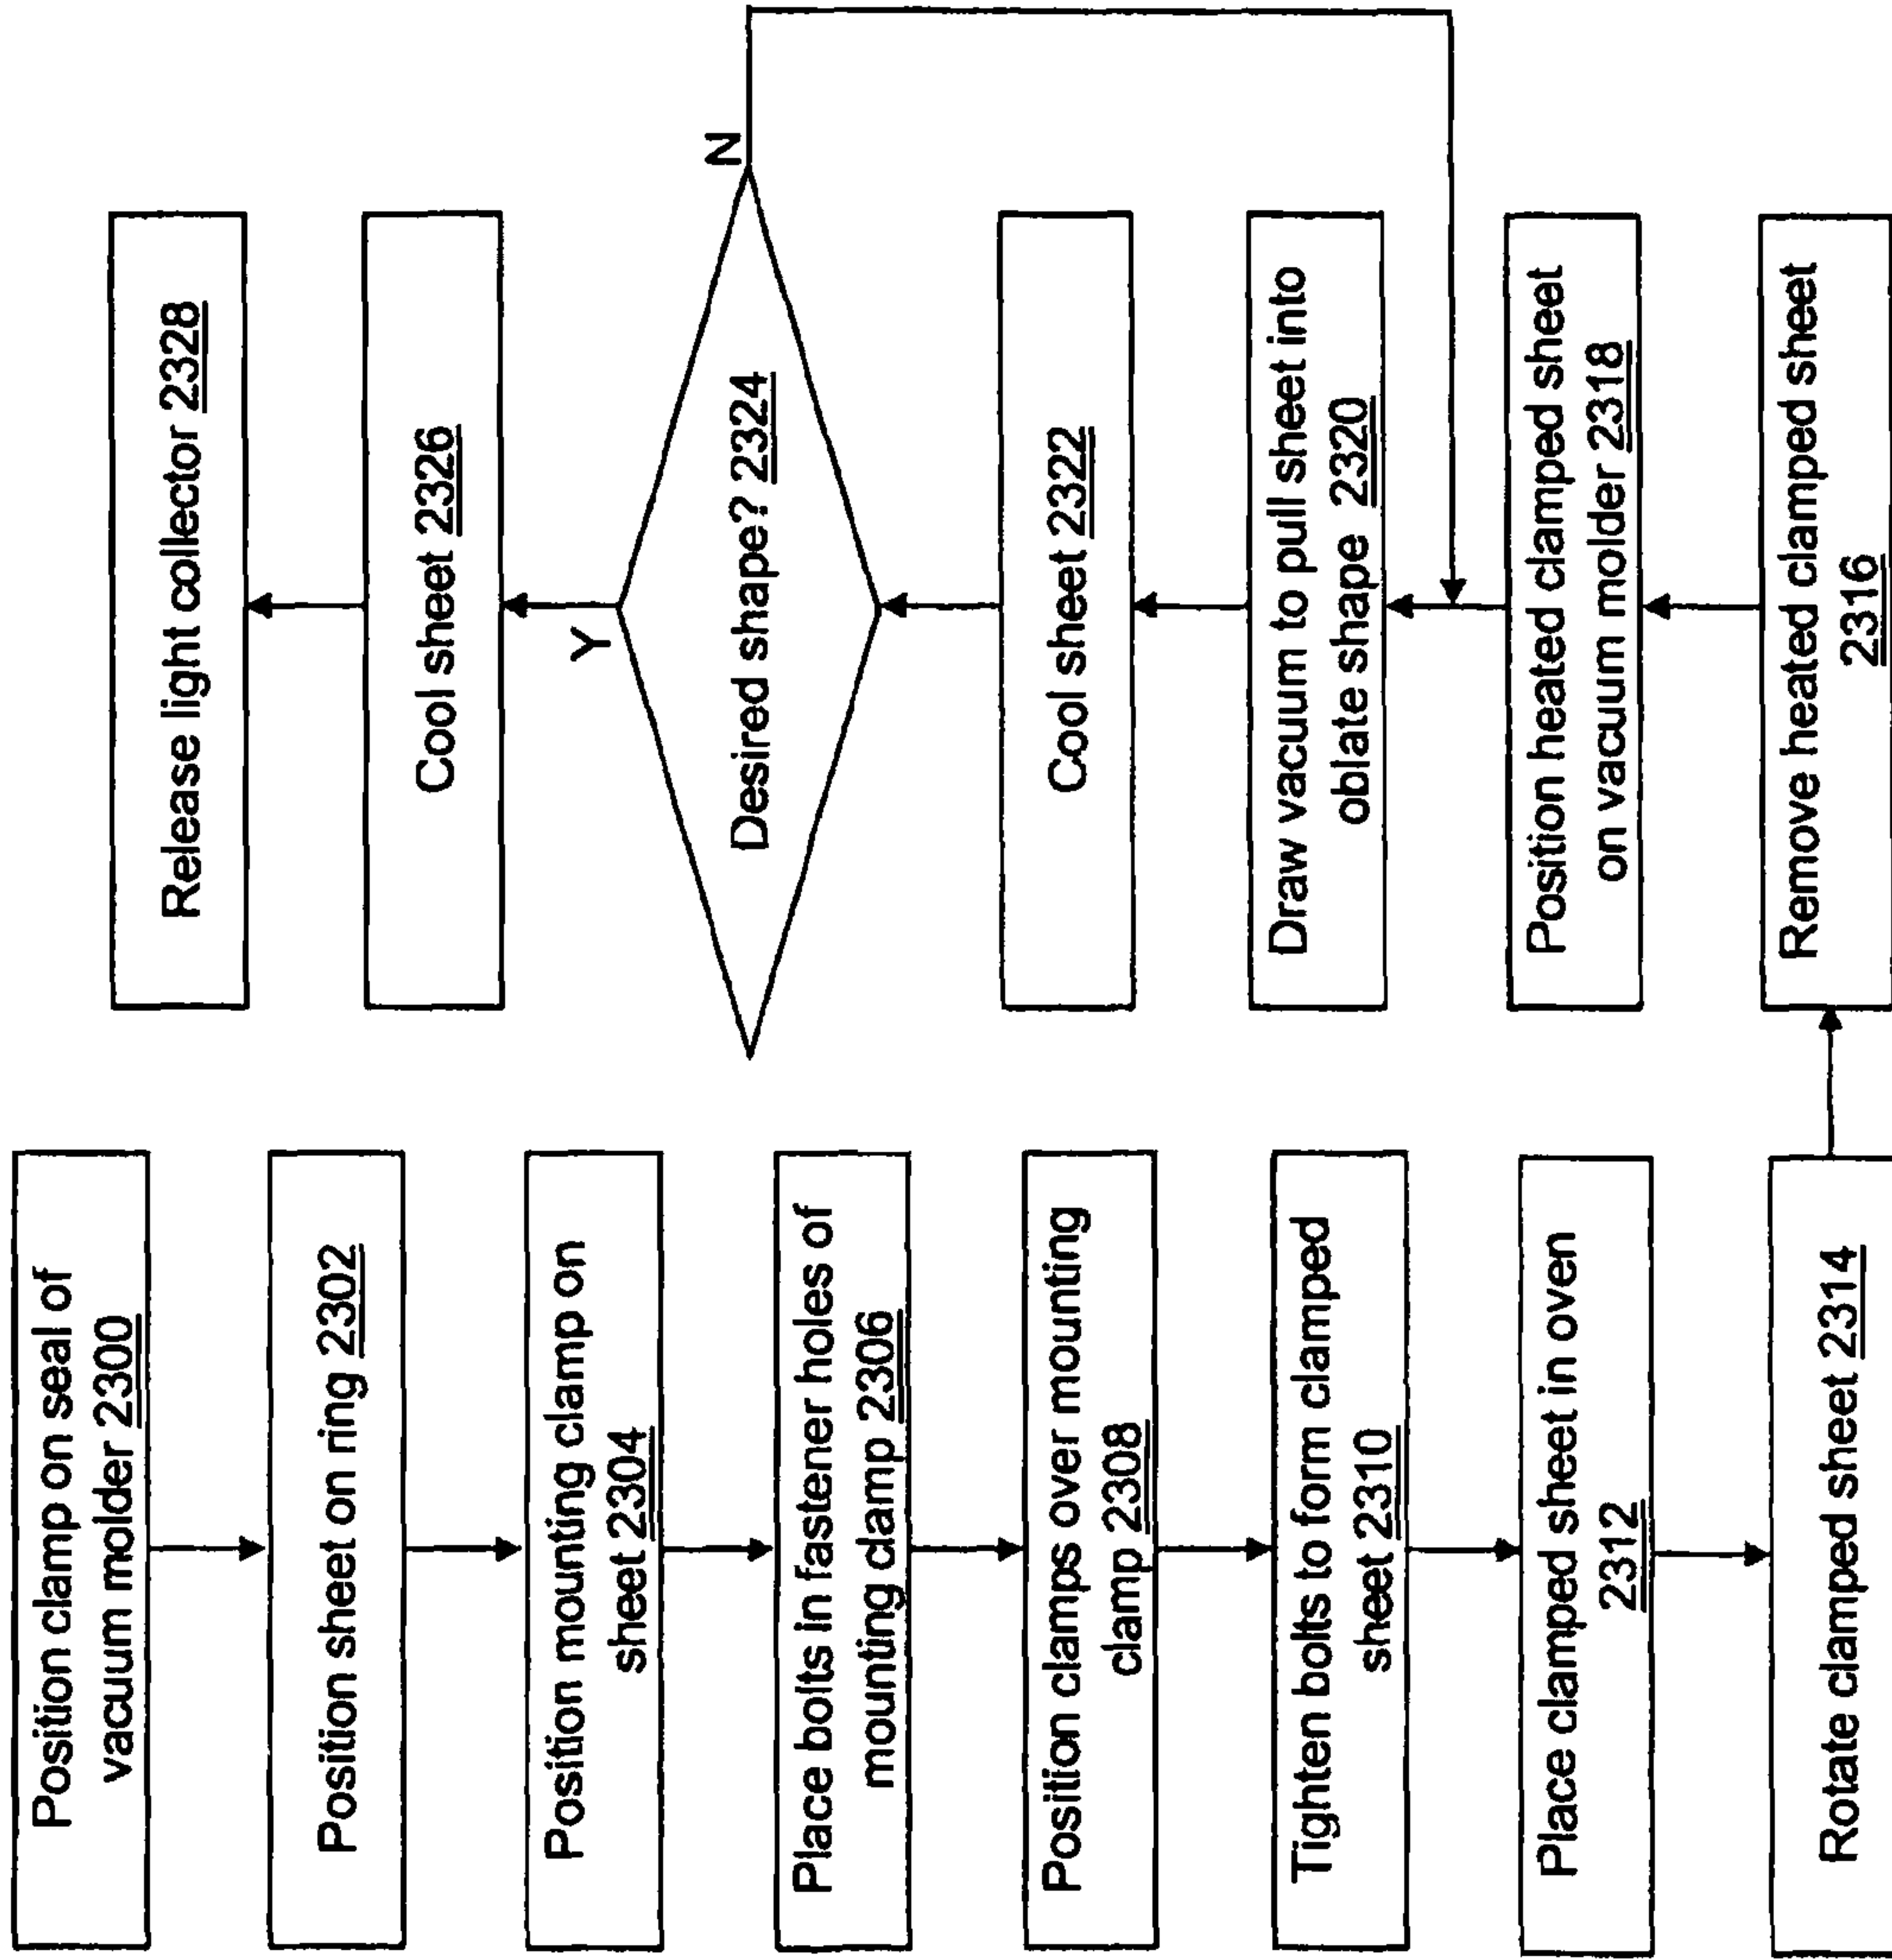 Position clamp on seal of
vacuum molder 2300
Position sheet on ring 2302
Position mounting clamp on
sheet 2304
Place bolts in fastener holes of
mounting clamp 2306
Position clamps over mounting
clamp 2308
Tighten bolts to form clamped
sheet 2310
Place clamped sheet in oven
2312
Rotate clamped sheet 2314
Remove heated clamped sheet
2316
Position heated clamped sheet
on vacuum molder 2318
Draw vacuum to pull sheet into
oblate shape 2320
Cool sheet 2322
Desired shape? 2324
N
Y
Cool sheet 2326
Release light collector 2328